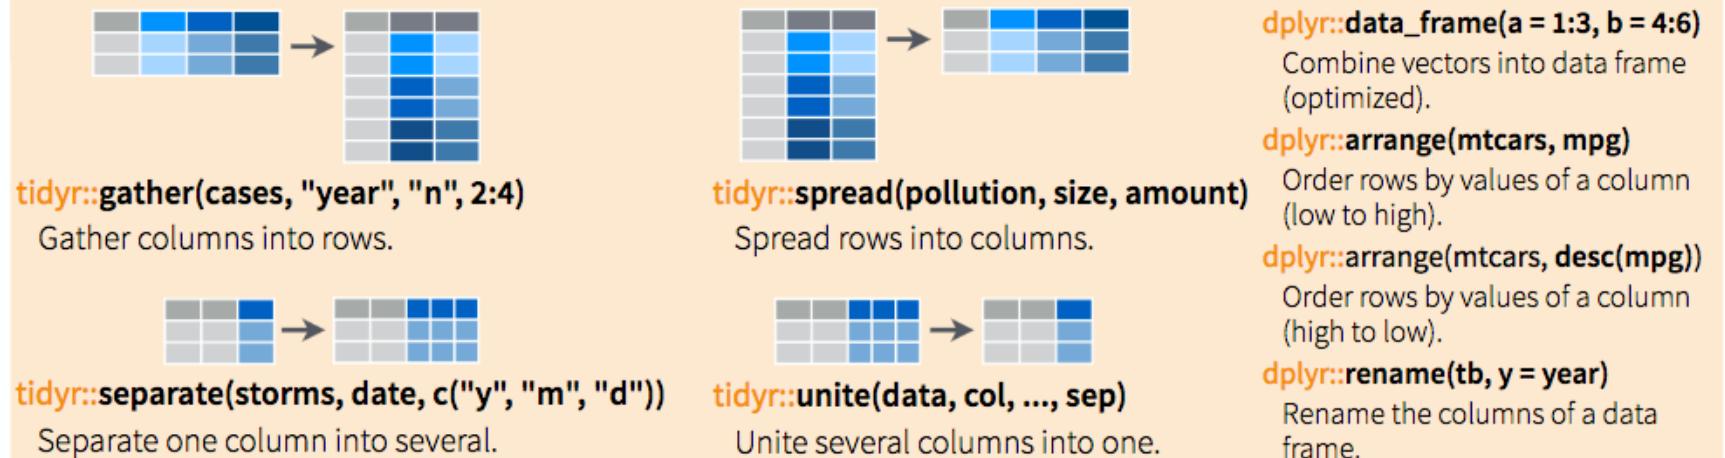 tidyr::gather(cases, "year", "n", 2:4)
Gather columns into rows.
tidyr::spread(pollution, size, amount)
Spread rows into columns.
tidyr::separate(storms, date, c("y", "m", "d"))
Separate one column into several.
tidyr::unite(data, col, ..., sep)
Unite several columns into one.
dplyr::data_frame(a = 1:3, b = 4:6)
Combine vectors into data frame
(optimized).
dplyr::arrange(mtcars, mpg)
Order rows by values of a column
(low to high).
dplyr::arrange(mtcars, desc(mpg))
Order rows by values of a column
(high to low).
dplyr::rename(tb, y = year)
Rename the columns of a data
frame.